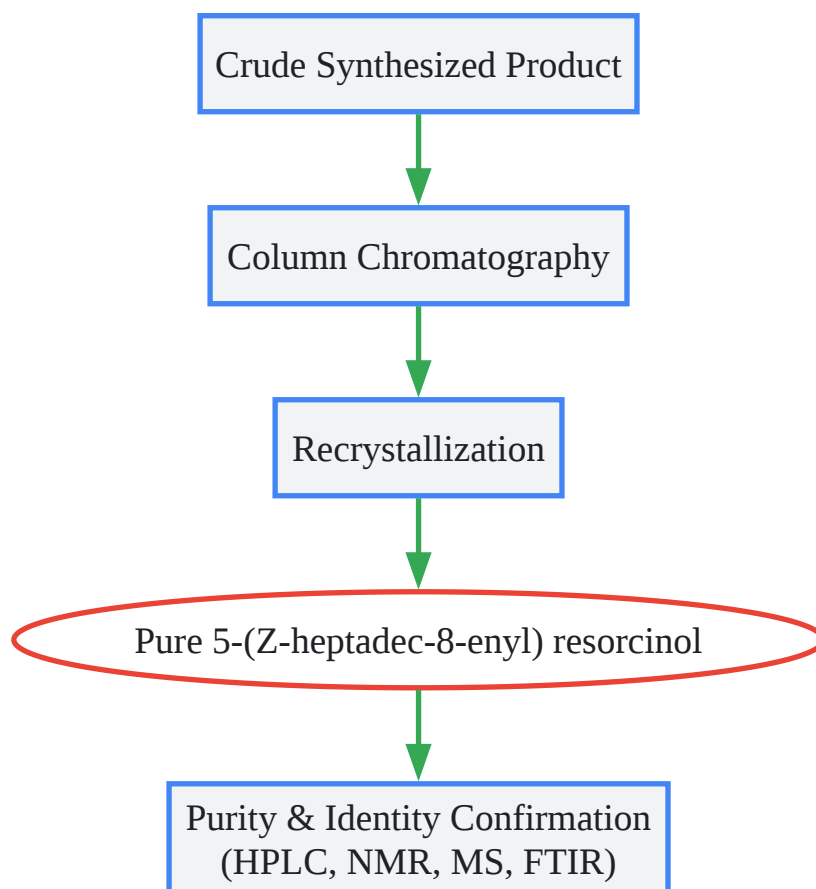 Crude Synthesized Product
Column Chromatography
Recrystallization
Pure 5-(Z-heptadec-8-enyl) resorcinol
Purity & Identity Confirmation
(HPLC, NMR, MS, FTIR)